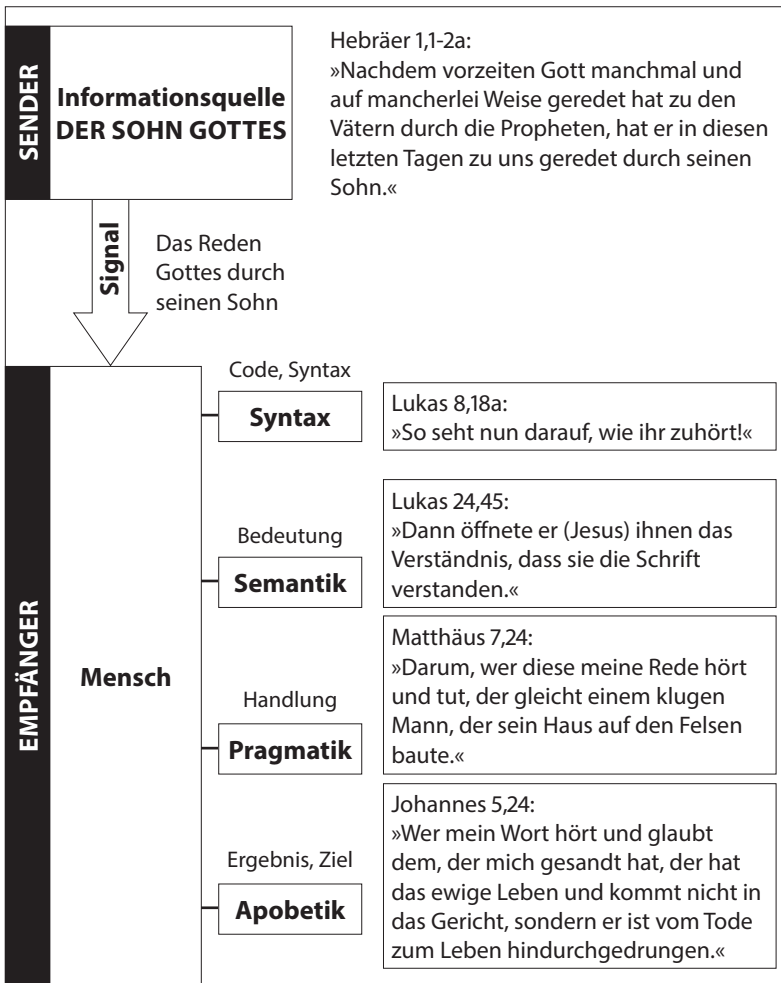 SENDER
Informationsquelle
DER SOHN GOTTES
Hebräer 1,1-2a:
»Nachdem vorzeiten Gott manchmal und
auf mancherlei Weise geredet hat zu den
Vätern durch die Propheten, hat er in diesen
letzten Tagen zu uns geredet durch seinen
Sohn.«
Signal
Das Reden
Gottes durch
seinen Sohn
EMPFÄNGER
Mensch
Code, Syntax
Syntax
Lukas 8,18a:
»So seht nun darauf, wie ihr zuhört!«
Bedeutung
Semantik
Lukas 24,45:
»Dann öffnete er (Jesus) ihnen das
Verständnis, dass sie die Schrift
verstanden.«
Handlung
Pragmatik
Matthäus 7,24:
»Darum, wer diese meine Rede hört
und tut, der gleicht einem klugen
Mann, der sein Haus auf den Felsen
baute.«
Ergebnis, Ziel
Apobetik
Johannes 5,24:
»Wer mein Wort hört und glaubt
dem, der mich gesandt hat, der hat
das ewige Leben und kommt nicht in
das Gericht, sondern er ist vom Tode
zum Leben hindurchgedrungen.«